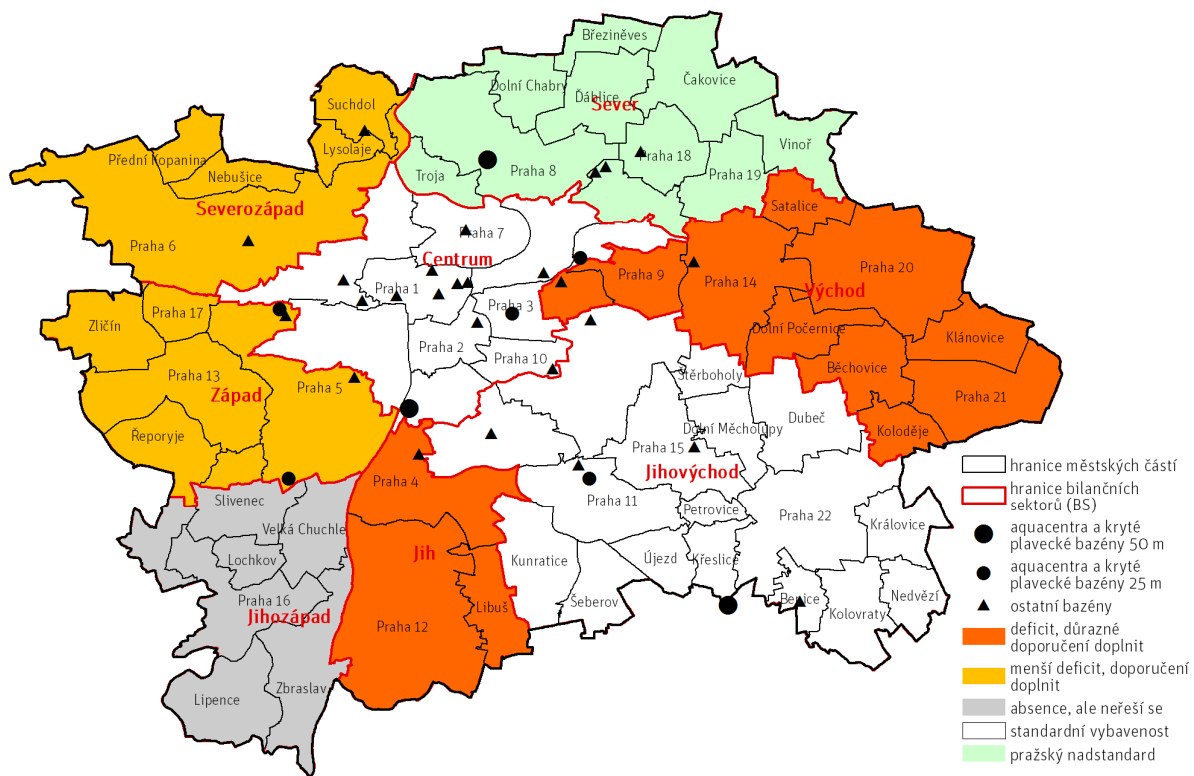 Březiněves
Suchdol
Dolní Chabry
Čakovice
Ďáblice
Sever
Lysolaje
Přední Kopanina
Nebušice
Praha 18
Vinoř
Troja
Praha 8
Praha 19
Satalice
Severozápad
Praha 6
Praha 7
Centrum
Praha 9
Praha 14
Praha 20
Východ
Praha 1
Praha 3
Praha 17
Zličín
Dolní Počernice
Klánovice
Praha 2
Praha 10
Štěrboholy
Běchovice
Praha 13
Praha 5
Západ
Praha 21
Dubeč
Dolní Měcholupy
Koloděje
Řeporyje
Praha 15
Praha 4
Jihovýchod
Slivenec
Praha 11
Petrovice
Praha 22
Královice
Velká Chuchle
Lochkov
Jih
Kunratice
Újezd
Křeslice
Praha 16
Jihozápad
Libuš
Šeberov
Benice
Nedvězí
Kolovraty
Praha 12
Lipence
Zbraslav
hranice městských částí
hranice bilančních
sektorů (BS)
aquacentra a kryté
plavecké bazény 50 m
aquacentra a kryté
plavecké bazény 25 m
ostatní bazény
deficit, důrazné
doporučení doplnit
menší deficit, doporučení
doplnit
absence, ale neřeší se
standardní vybavenost
pražský nadstandard